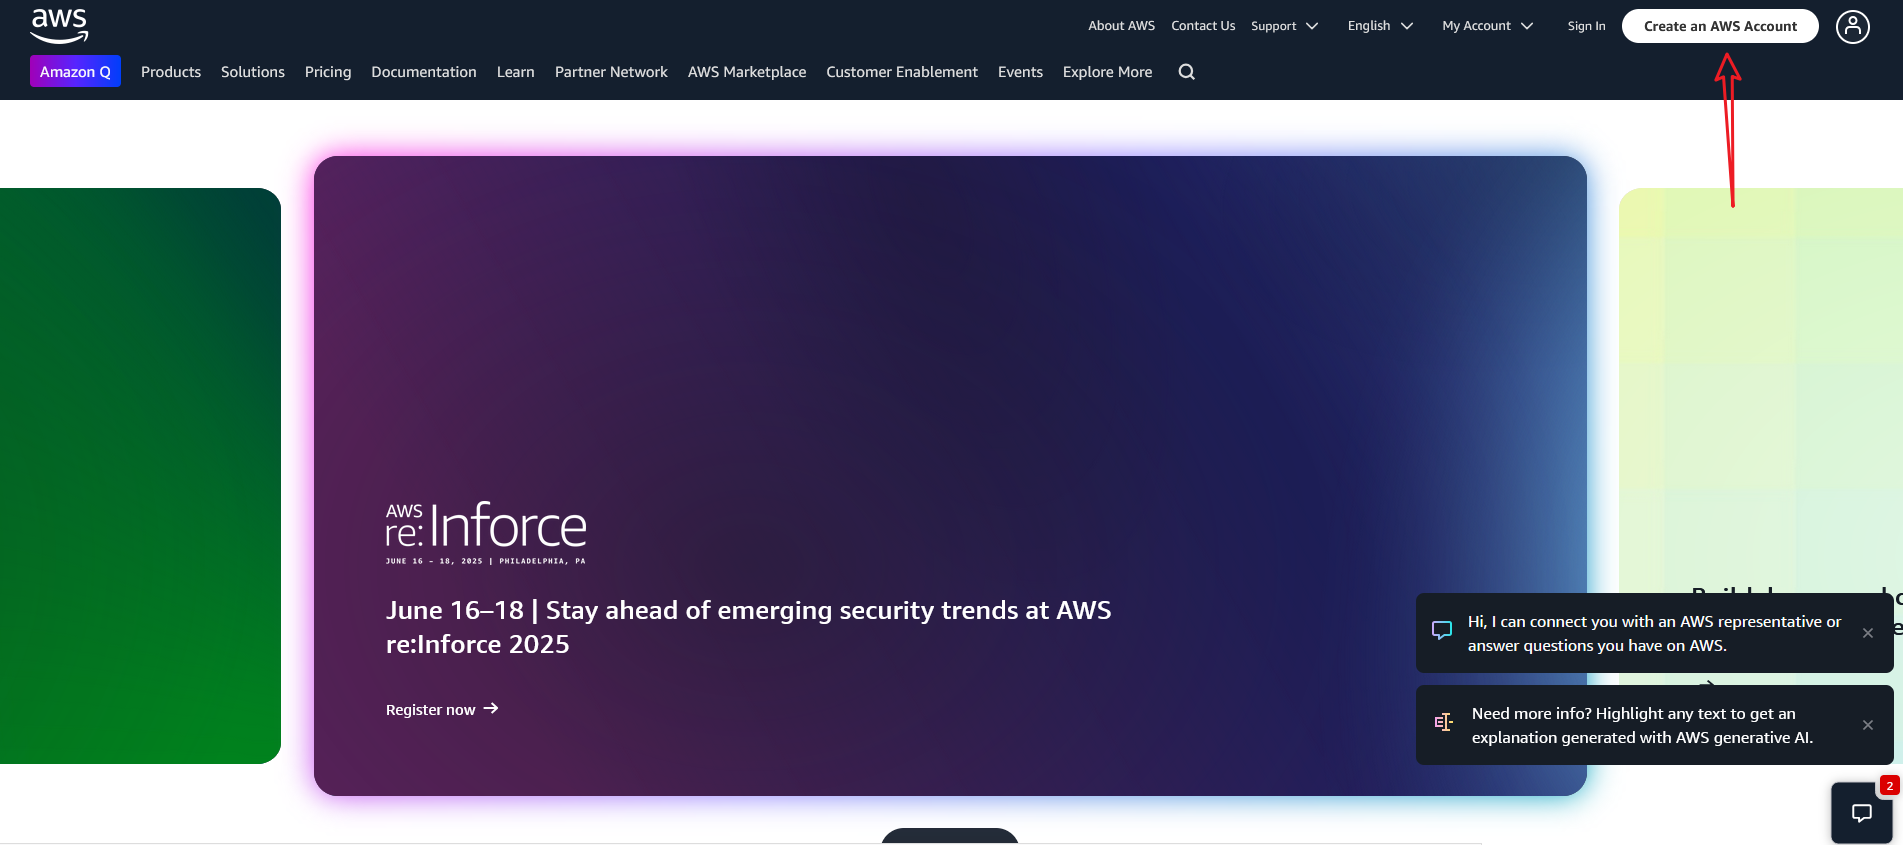 aws
About AWS Contact Us Support English My Account Sign In Create an AWS Account
Amazon Q Products Solutions Pricing Documentation Learn Partner Network AWS Marketplace Customer Enablement Events Explore More
AWS
re:Inforce
JUNE 16 – 18, 2025 | PHILADELPHIA, PA
June 16–18 | Stay ahead of emerging security trends at AWS
re:Inforce 2025
Register now
Hi, I can connect you with an AWS representative or
answer questions you have on AWS.
Need more info? Highlight any text to get an
explanation generated with AWS generative AI.
2